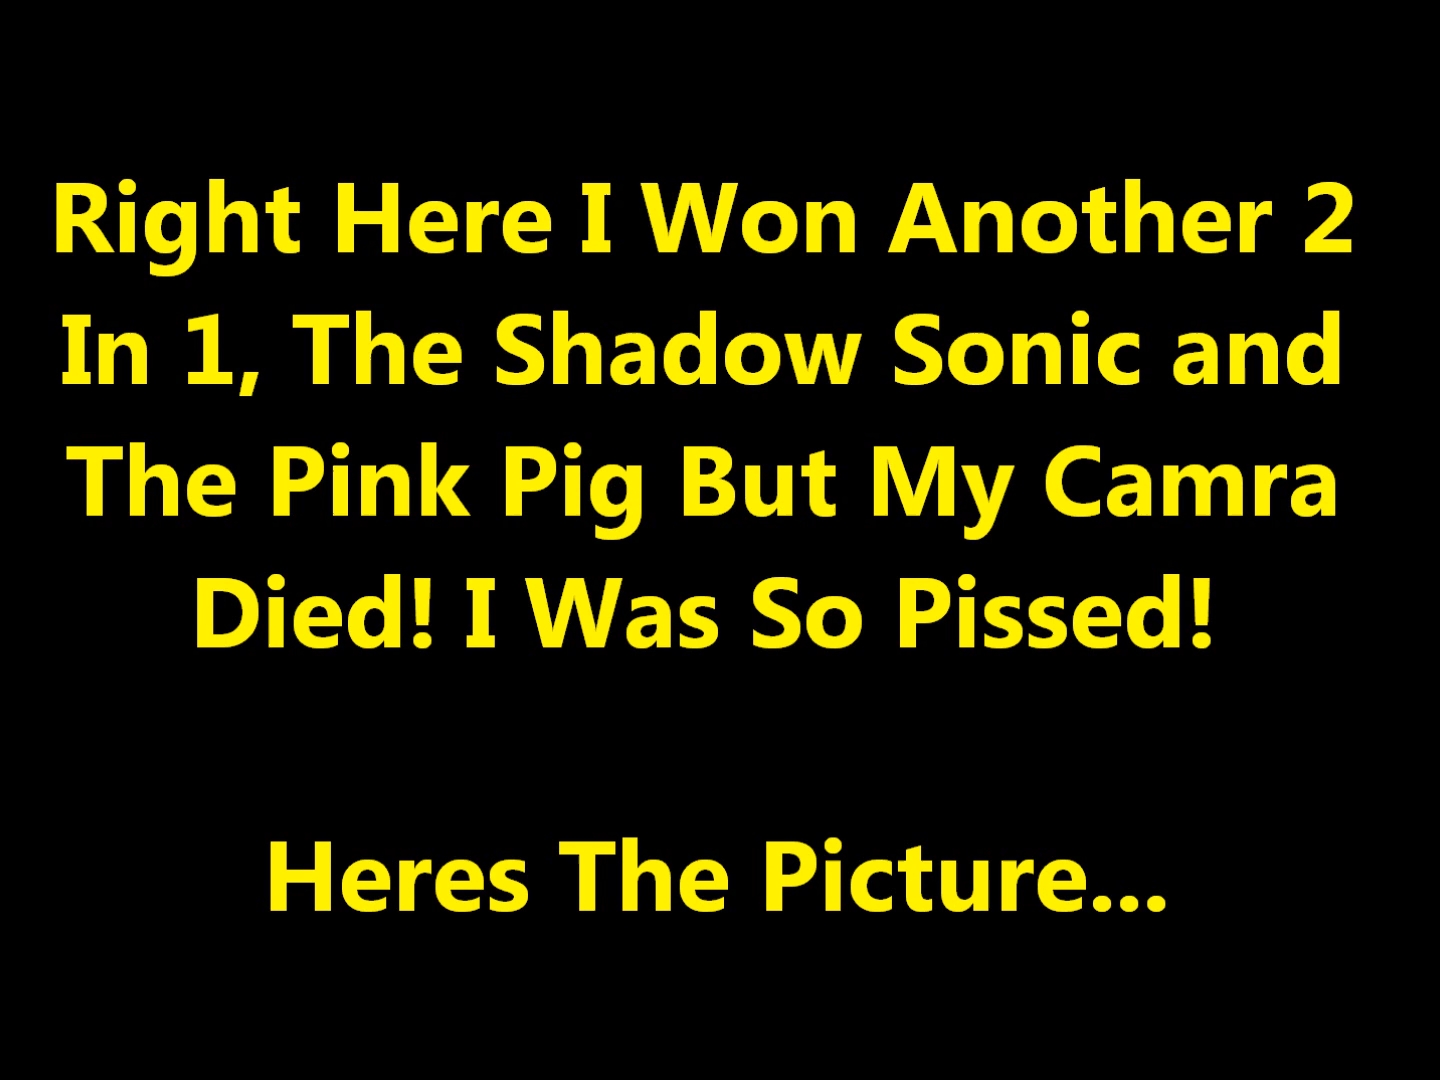 Right Here I Won Another 2
In 1, The Shadow Sonic and
The Pink Pig But My Camra
Died! I Was So Pissed!
Heres The Picture...